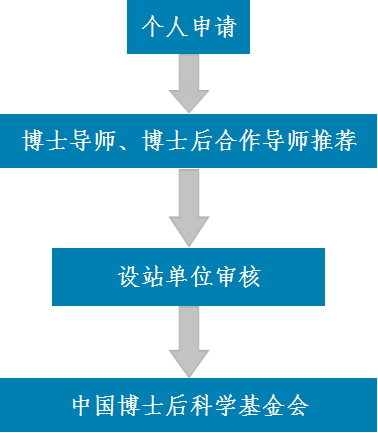 个人申请
博士导师、博士后合作导师推荐
设站单位审核
中国博士后科学基金会